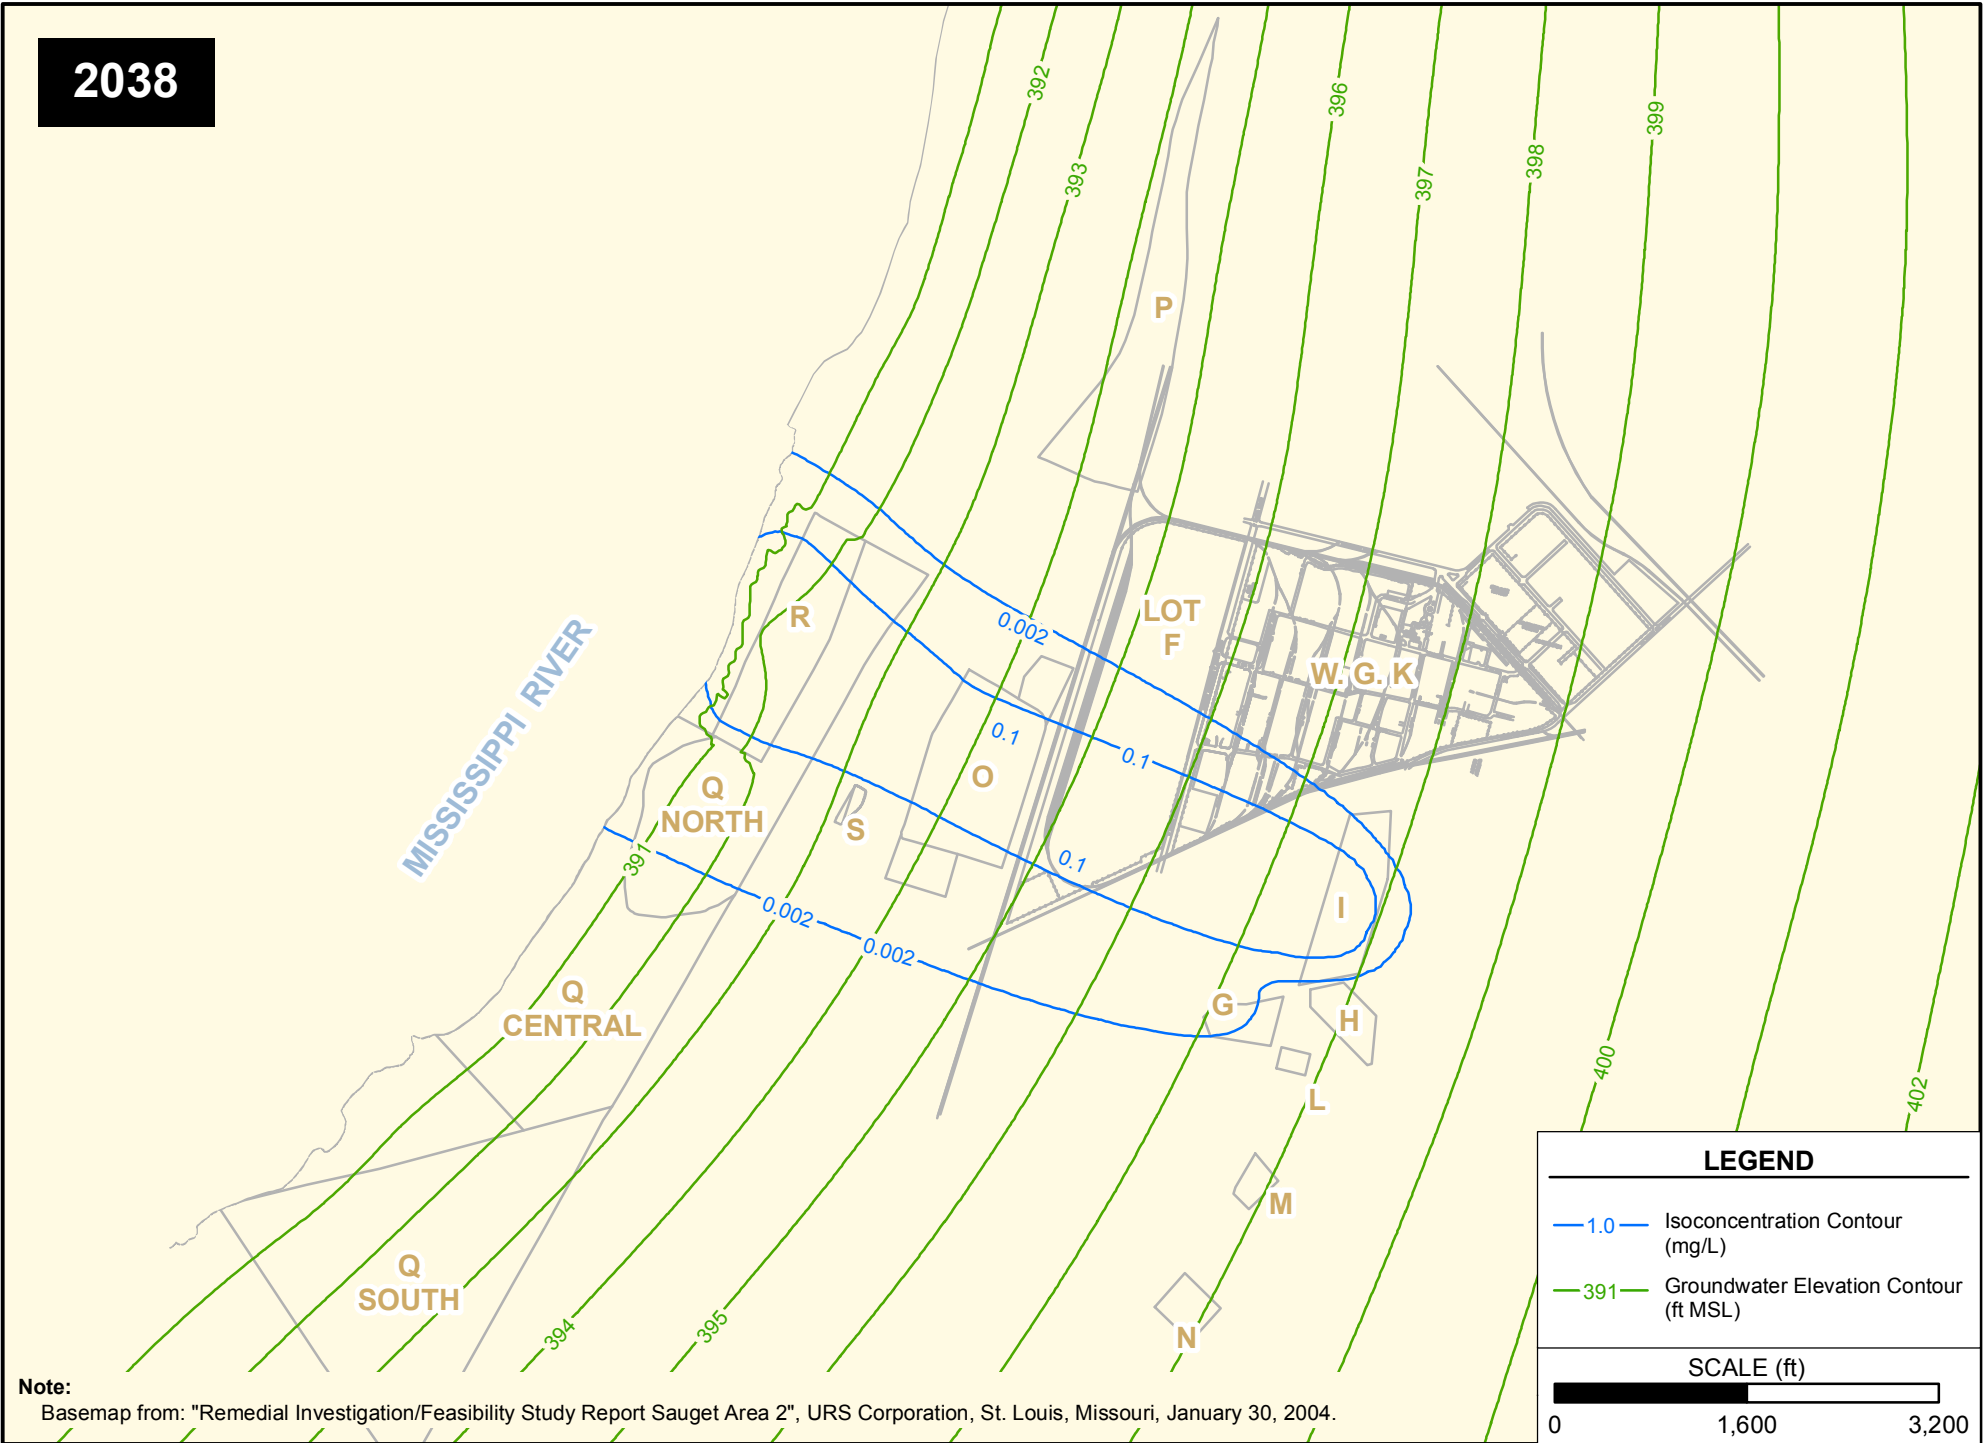 2038
392
393
396
397
398
399
P
LOT
F
W. G. K
R
0.002
0.1
0.1
O
MISSISSIPPI RIVER
Q
NORTH
S
391
0.1
0.002
0.002
I
G
H
Q
CENTRAL
L
400
402
M
N
Q
SOUTH
394
395
LEGEND
1.0 Isoconcentration Contour
(mg/L)
391 Groundwater Elevation Contour
(ft MSL)
SCALE (ft)
0 1,600 3,200
Note:
Basemap from: "Remedial Investigation/Feasibility Study Report Sauget Area 2", URS Corporation, St. Louis, Missouri, January 30, 2004.